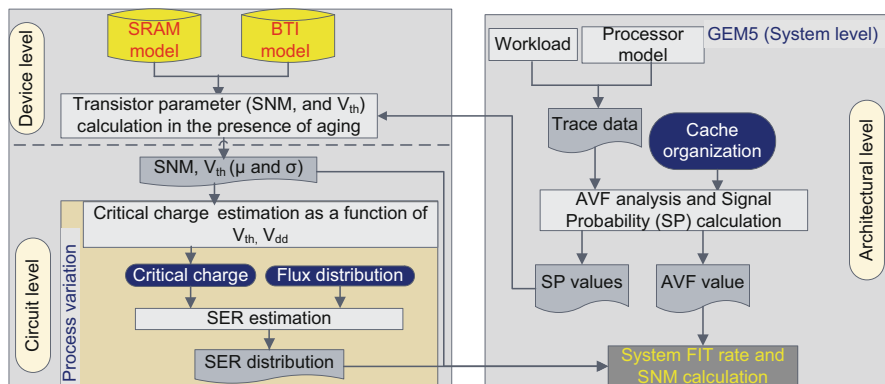 Device level
SRAM
model
BTI
model
Transistor parameter (SNM, and Vth)
calculation in the presence of aging
SNM, Vth (μ and σ)
Circuit level
Process variation
Critical charge estimation as a function of
Vth, Vdd
Critical charge
Flux distribution
SER estimation
SER distribution
GEM5 (System level)
Workload
Processor
model
Trace data
Cache
organization
Architectural level
AVF analysis and Signal
Probability (SP) calculation
SP values
AVF value
System FIT rate and
SNM calculation